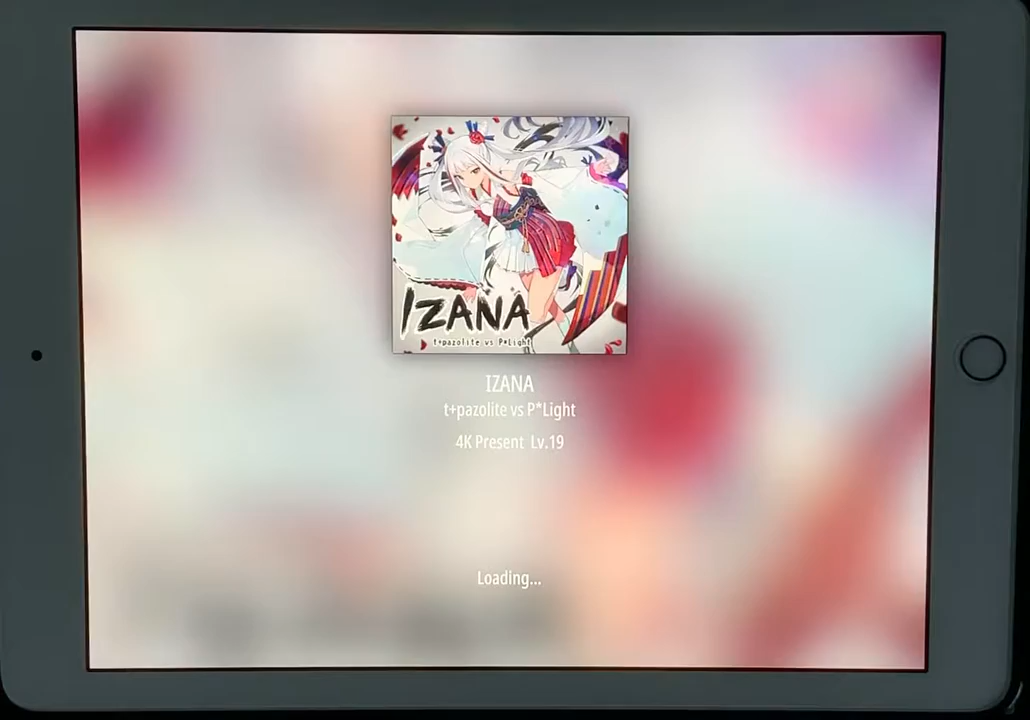 IZANA
t+pazolite vs P*Light
IZANA
t+pazolite vs P*Light
4K Present Lv.19
Loading...